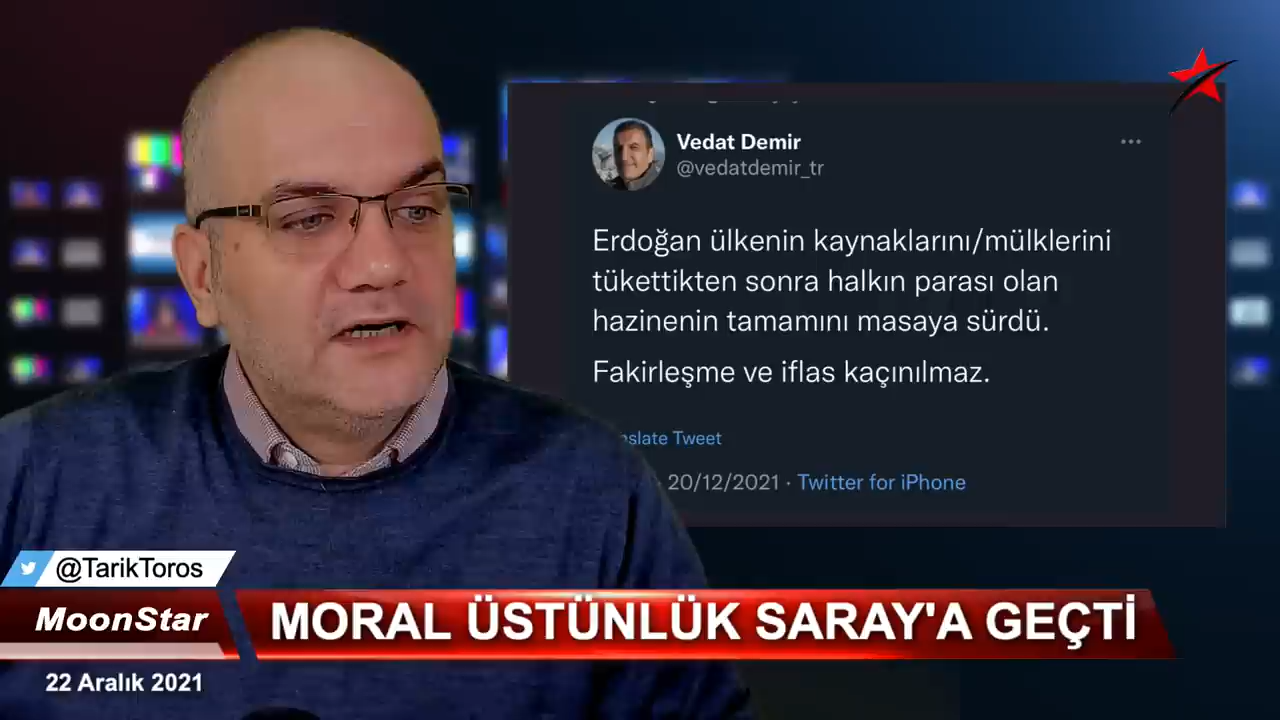 Vedat Demir
@vedatdemir_tr
Erdoğan ülkenin kaynaklarını/mülklerini
tükettikten sonra halkın parası olan
hazinenin tamamını masaya sürdü.
Fakirleşme ve iflas kaçınılmaz.
Tweet
· 20/12/2021 · Twitter for iPhone
@TarikToros
MoonStar
MORAL ÜSTÜNLÜK SARAY'A GEÇTİ
22 Aralık 2021